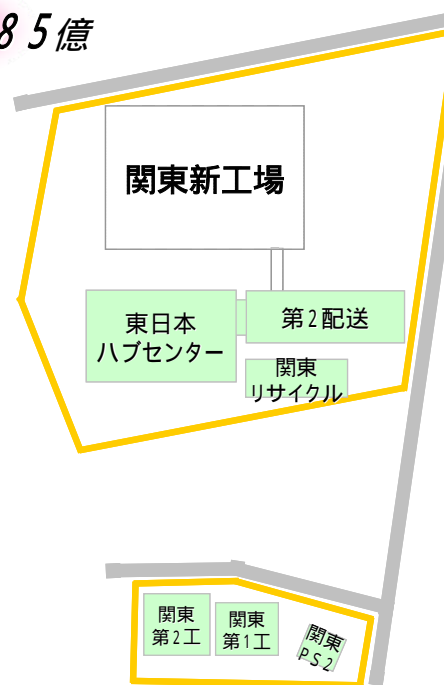 85億
関東新工場
東日本
ハブセンター
第2配送
関東
リサイクル
関東
第2工
関東
第1工
関東
PS2